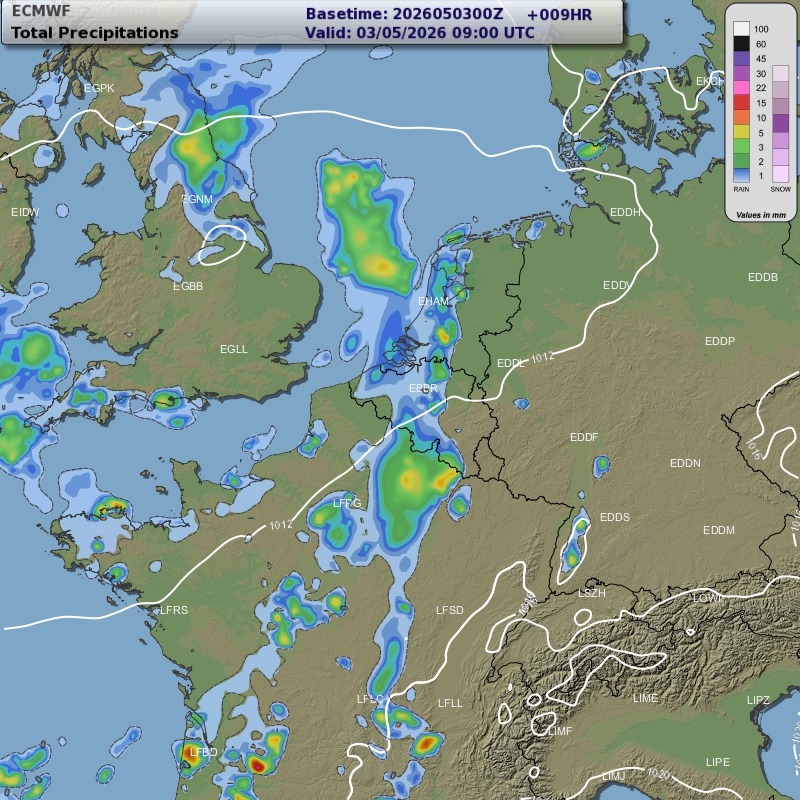 ECMWF
Basetime: 2026050300Z +009HR
Total Precipitations
Valid: 03/05/2026 09:00 UTC
100
60
45
30
22
15
10
5
3
2
1
RAIN SNOW
Values in mm
EGPK
EIDW
EGNM
EGBB
EGLL
EHAM
EBBR
EDDH
EDDV
EDDB
EDDP
EDDL
1012
EDDF
EDDN
1016
EDDS
EDDM
LFPG
1012
LFRS
LFSD
LSZH
LOWI
LFLC
LFLL
LIME
LIPZ
LIMF
LFBD
LIPE
LIMJ
1020